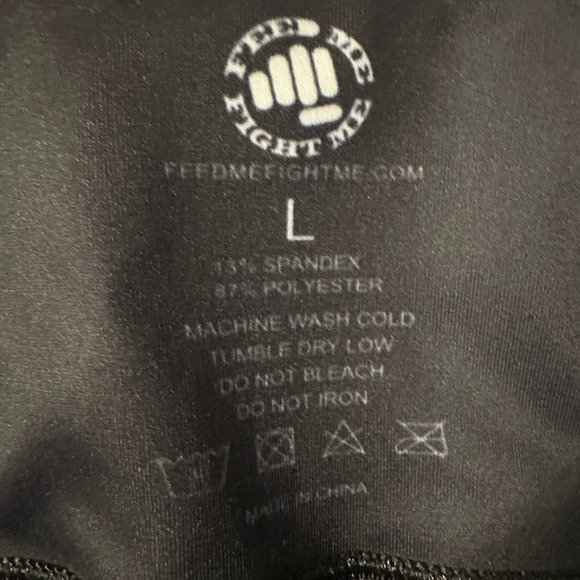 FEED ME
FIGHT ME
FEEDMEFIGHTME.COM
L
13% SPANDEX
87% POLYESTER
MACHINE WASH COLD
TUMBLE DRY LOW
DO NOT BLEACH
DO NOT IRON
MADE IN CHINA